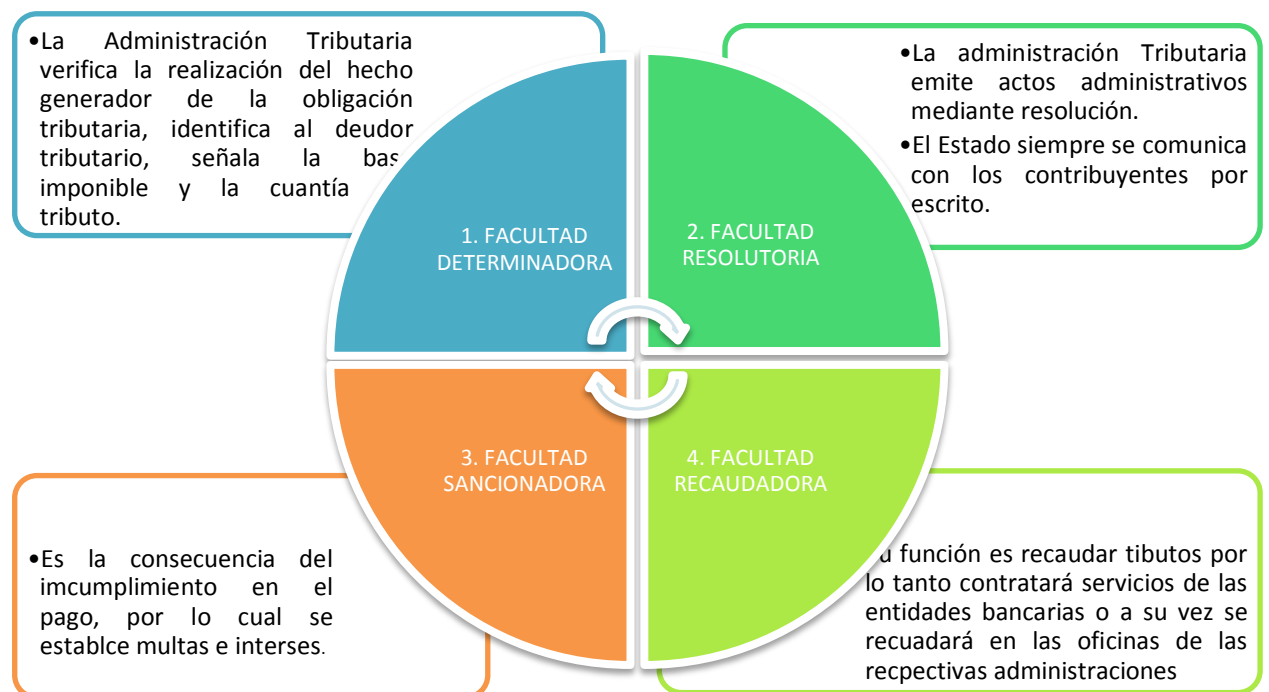 •La Administración Tributaria
verifica la realización del hecho
generador de la obligación
tributaria, identifica al deudor
tributario, señala la bas
imponible y la cuantía
tributo.
1. FACULTAD
DETERMINADORA
•La administración Tributaria
emite actos administrativos
mediante resolución.
•El Estado siempre se comunica
con los contribuyentes por
escrito.
2. FACULTAD
RESOLUTORIA
3. FACULTAD
SANCIONADORA
•Es la consecuencia del
imcumplimiento en el
pago, por lo cual se
establce multas e interses.
4. FACULTAD
RECAUDADORA
función es recaudar tibutos por
lo tanto contratará servicios de las
entidades bancarias o a su vez se
recuadará en las oficinas de las
recpectivas administraciones